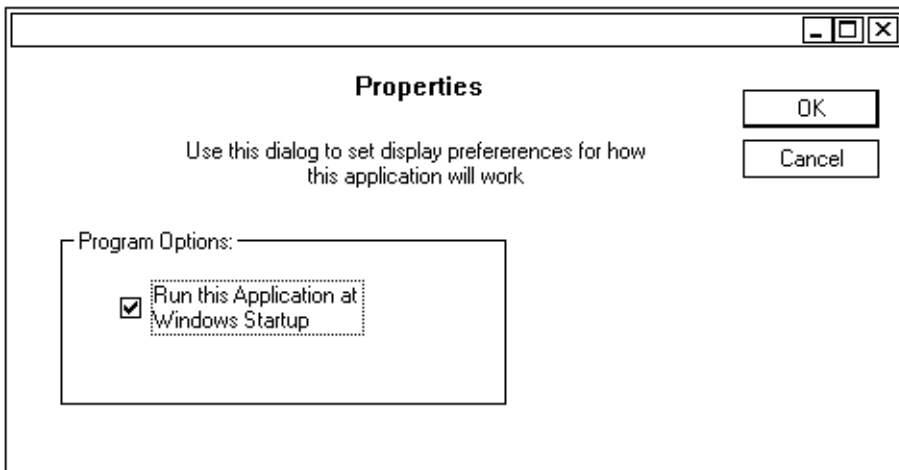 Properties
OK
Use this dialog to set display prefererences for how
this application will work
Cancel
Program Options:
Run this Application at
Windows Startup